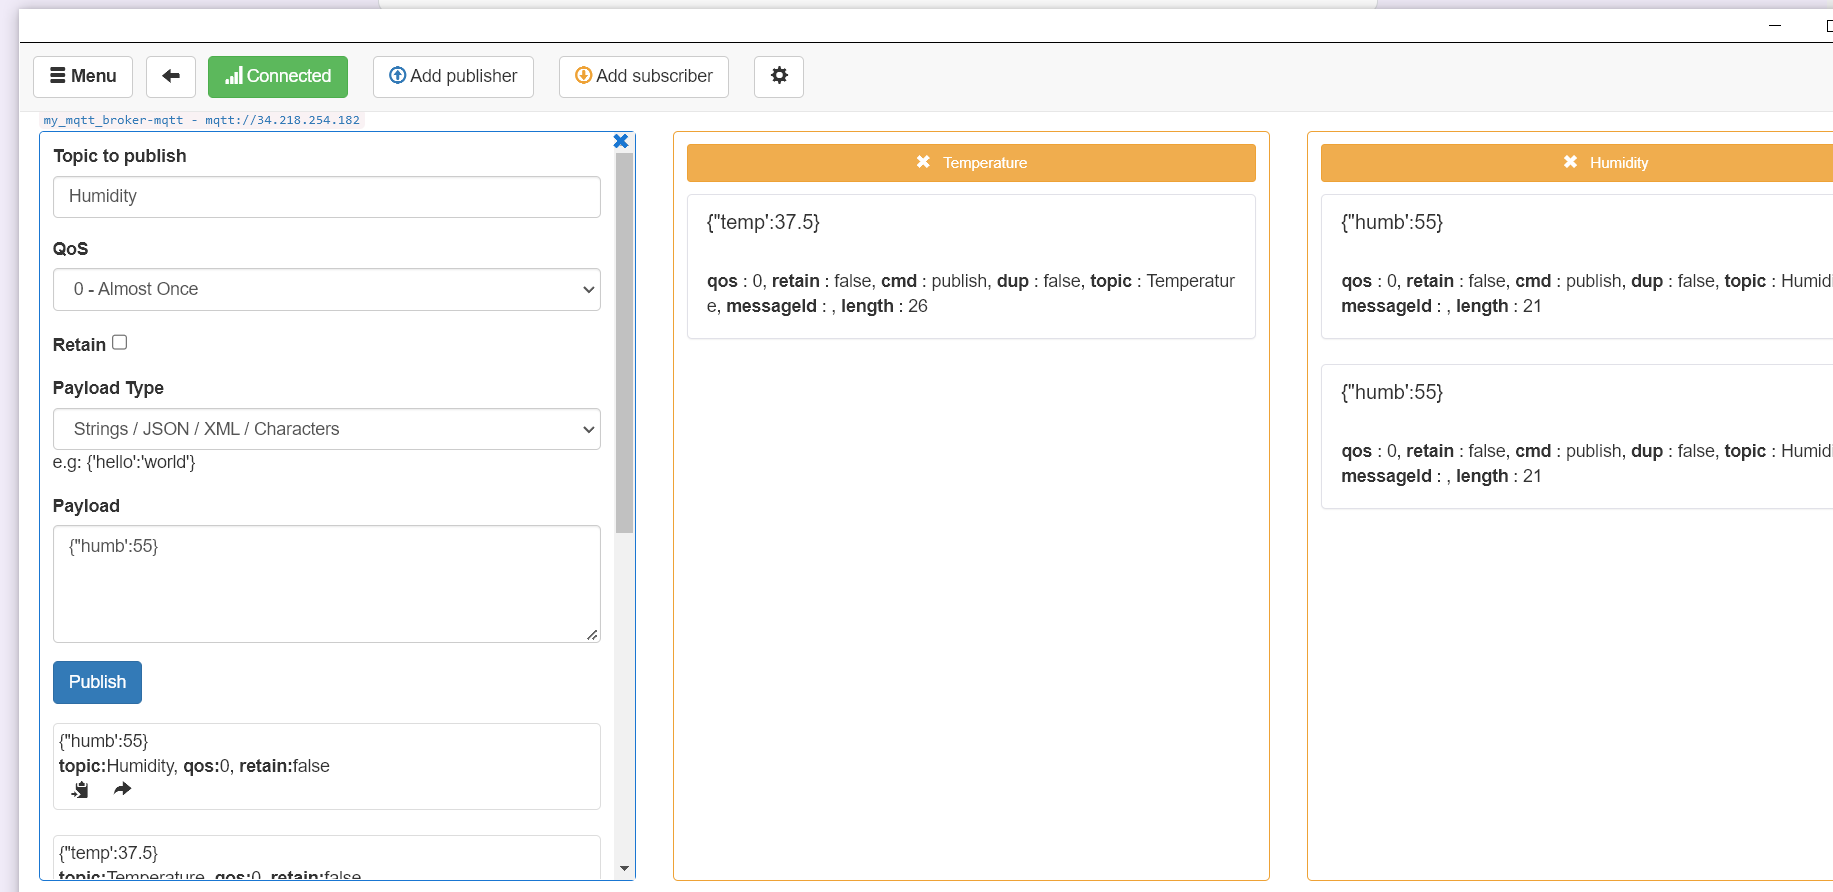 Menu
Connected
Add publisher
Add subscriber
my_mqtt_broker-mqtt - mqtt://34.218.254.182
Topic to publish
Humidity
QoS
0 - Almost Once
Retain
Payload Type
Strings / JSON / XML / Characters
e.g: {'hello':'world'}
Payload
{"humb':55}
Publish
{"humb':55}
topic:Humidity, qos:0, retain:false
{"temp':37.5}
topic:Temperature, qos:0, retain:false
Temperature
{"temp':37.5}
qos : 0, retain : false, cmd : publish, dup : false, topic : Temperatur
e, messageId : , length : 26
Humidity
{"humb':55}
qos : 0, retain : false, cmd : publish, dup : false, topic : Humid
messageId : , length : 21
{"humb':55}
qos : 0, retain : false, cmd : publish, dup : false, topic : Humid
messageId : , length : 21